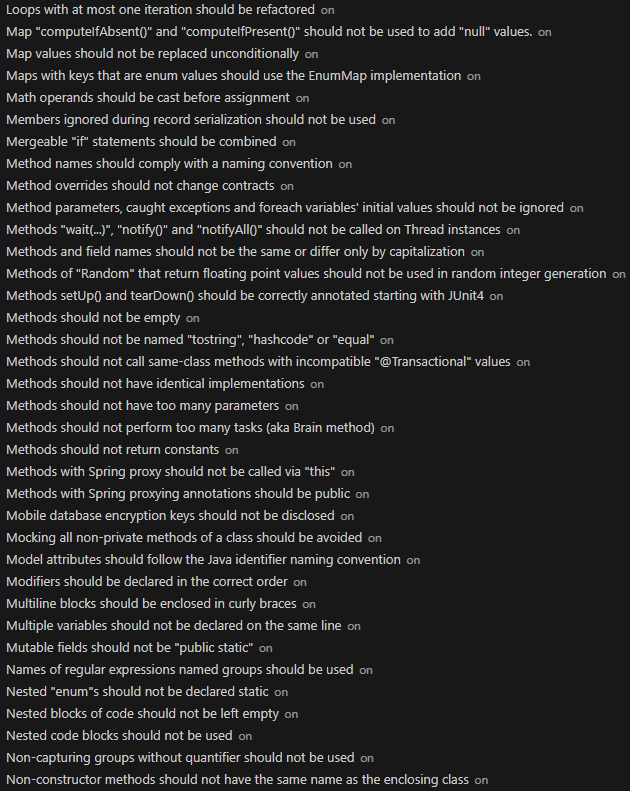 Loops with at most one iteration should be refactored on
Map "computeIfAbsent()" and "computeIfPresent()" should not be used to add "null" values. on
Map values should not be replaced unconditionally on
Maps with keys that are enum values should use the EnumMap implementation on
Math operands should be cast before assignment on
Members ignored during record serialization should not be used on
Mergeable "if" statements should be combined on
Method names should comply with a naming convention on
Method overrides should not change contracts on
Method parameters, caught exceptions and foreach variables' initial values should not be ignored on
Methods "wait(...)", "notify()" and "notifyAll()" should not be called on Thread instances on
Methods and field names should not be the same or differ only by capitalization on
Methods of "Random" that return floating point values should not be used in random integer generation on
Methods setUp() and tearDown() should be correctly annotated starting with JUnit4 on
Methods should not be empty on
Methods should not be named "tostring", "hashcode" or "equal" on
Methods should not call same-class methods with incompatible "@Transactional" values on
Methods should not have identical implementations on
Methods should not have too many parameters on
Methods should not perform too many tasks (aka Brain method) on
Methods should not return constants on
Methods with Spring proxy should not be called via "this" on
Methods with Spring proxying annotations should be public on
Mobile database encryption keys should not be disclosed on
Mocking all non-private methods of a class should be avoided on
Model attributes should follow the Java identifier naming convention on
Modifiers should be declared in the correct order on
Multiline blocks should be enclosed in curly braces on
Multiple variables should not be declared on the same line on
Mutable fields should not be "public static" on
Names of regular expressions named groups should be used on
Nested "enum"s should not be declared static on
Nested blocks of code should not be left empty on
Nested code blocks should not be used on
Non-capturing groups without quantifier should not be used on
Non-constructor methods should not have the same name as the enclosing class on